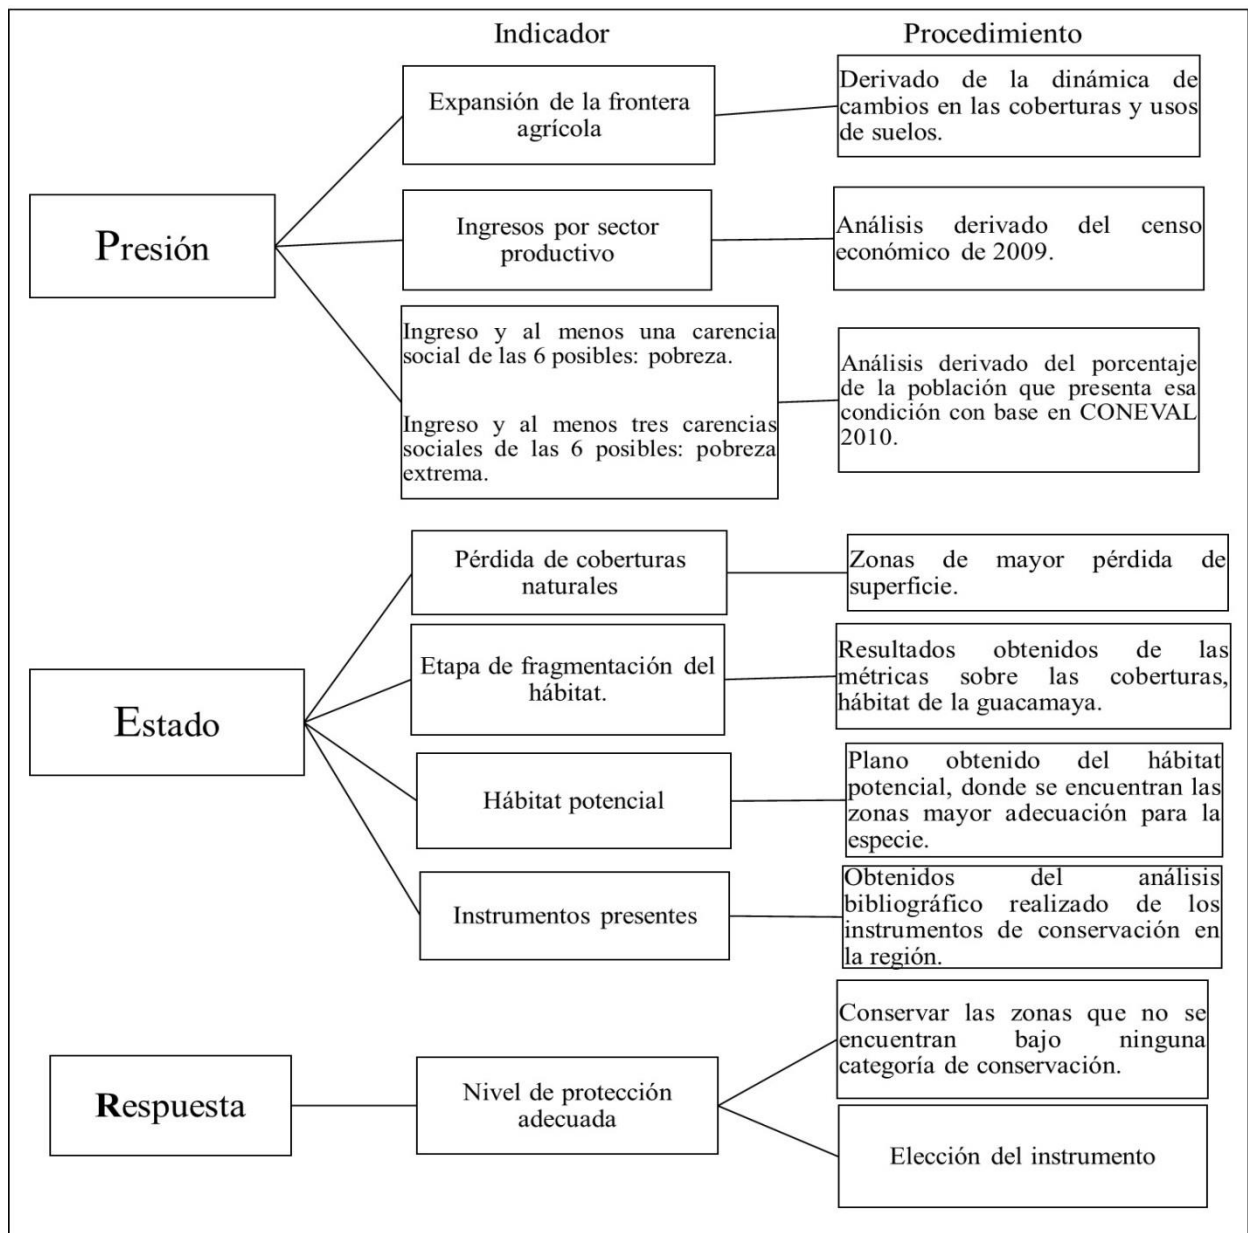 Indicador
Procedimiento
Presión
Expansión de la frontera
agrícola
Derivado de la dinámica de
cambios en las coberturas y usos
de suelos.
Ingresos por sector
productivo
Análisis derivado del censo
económico de 2009.
Ingreso y al menos una carencia
social de las 6 posibles: pobreza.
Ingreso y al menos tres carencias
sociales de las 6 posibles: pobreza
extrema.
Análisis derivado del porcentaje
de la población que presenta esa
condición con base en CONEVAL
2010.
Estado
Pérdida de coberturas
naturales
Zonas de mayor pérdida de
superficie.
Etapa de fragmentación del
hábitat.
Resultados obtenidos de las
métricas sobre las coberturas,
hábitat de la guacamaya.
Hábitat potencial
Plano obtenido del hábitat
potencial, donde se encuentran las
zonas mayor adecuación para la
especie.
Instrumentos presentes
Obtenidos del análisis
bibliográfico realizado de los
instrumentos de conservación en
la región.
Respuesta
Nivel de protección
adecuada
Conservar las zonas que no se
encuentran bajo ninguna
categoría de conservación.
Elección del instrumento